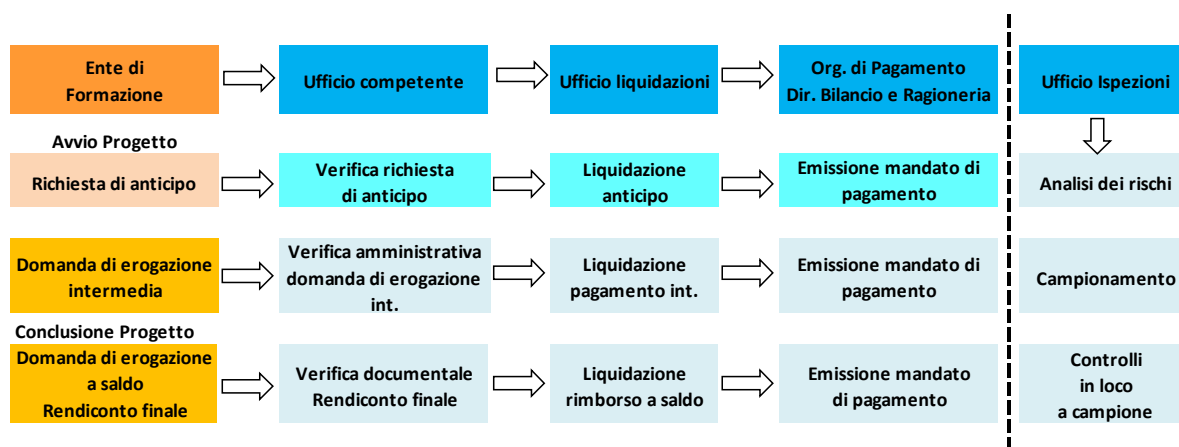 Ente di
Formazione
Ufficio competente
Ufficio liquidazioni
Org. di Pagamento
Dir. Bilancio e Ragioneria
Ufficio Ispezioni
Avvio Progetto
Richiesta di anticipo
Verifica richiesta
di anticipo
Liquidazione
anticipo
Emissione mandato di
pagamento
Analisi dei rischi
Domanda di erogazione
intermedia
Verifica amministrativa
domanda di erogazione
int.
Liquidazione
pagamento int.
Emissione mandato di
pagamento
Campionamento
Conclusione Progetto
Domanda di erogazione
a saldo
Rendiconto finale
Verifica documentale
Rendiconto finale
Liquidazione
rimborso a saldo
Emissione mandato
di pagamento
Controlli
in loco
a campione